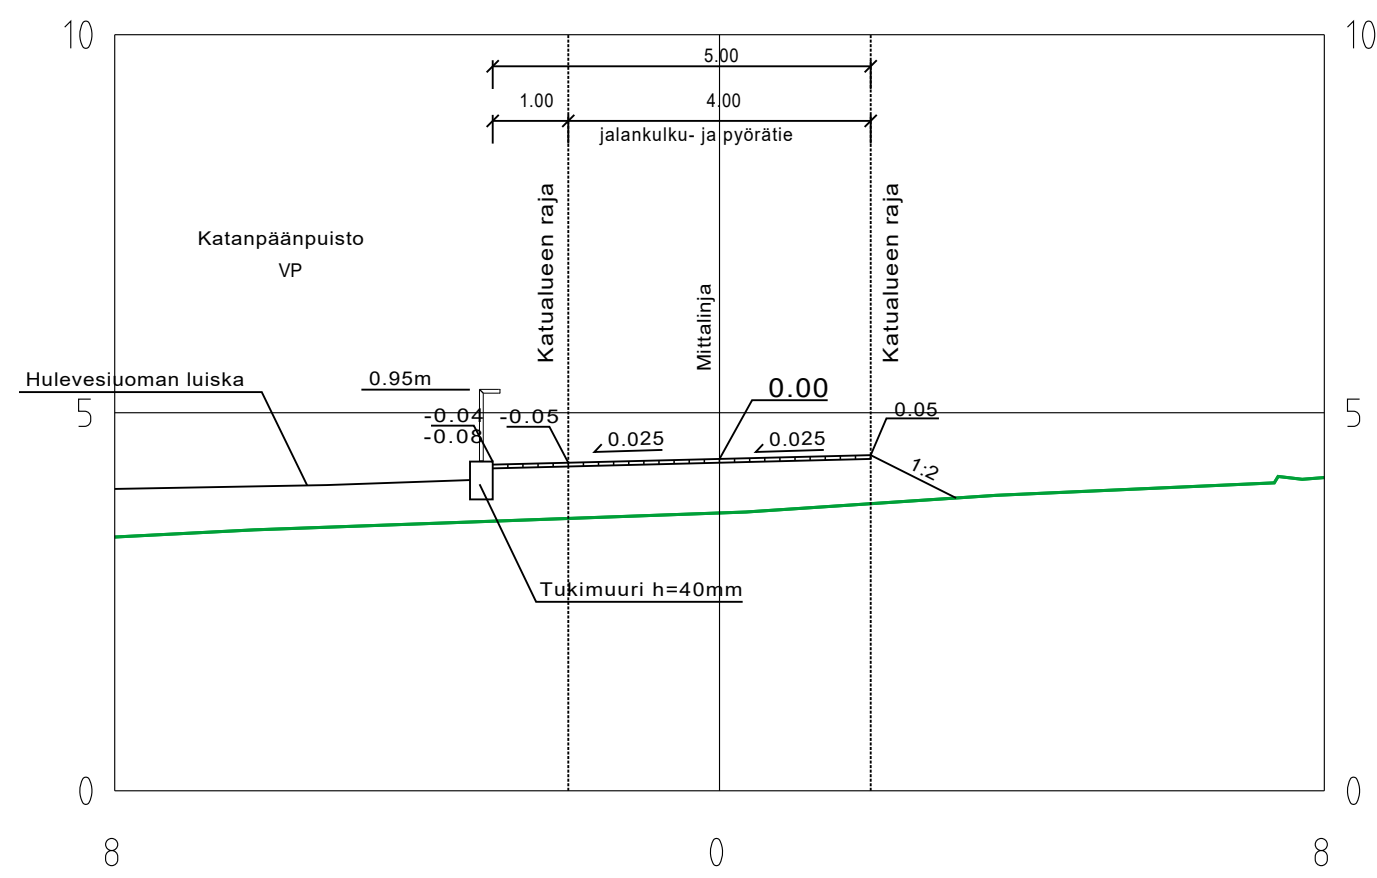 10
10
5.00
1.00
4.00
jalankulku- ja pyörätie
Katualueen raja
Katualueen raja
Katanpäänpuisto
VP
Mittalinja
Hulevesiuoman luiska
0.95m
0.00
5
-0.04
-0.05
0.05
5
-0.08
0.025
0.025
1:2
Tukimuuri h=40mm
0
0
8
0
8